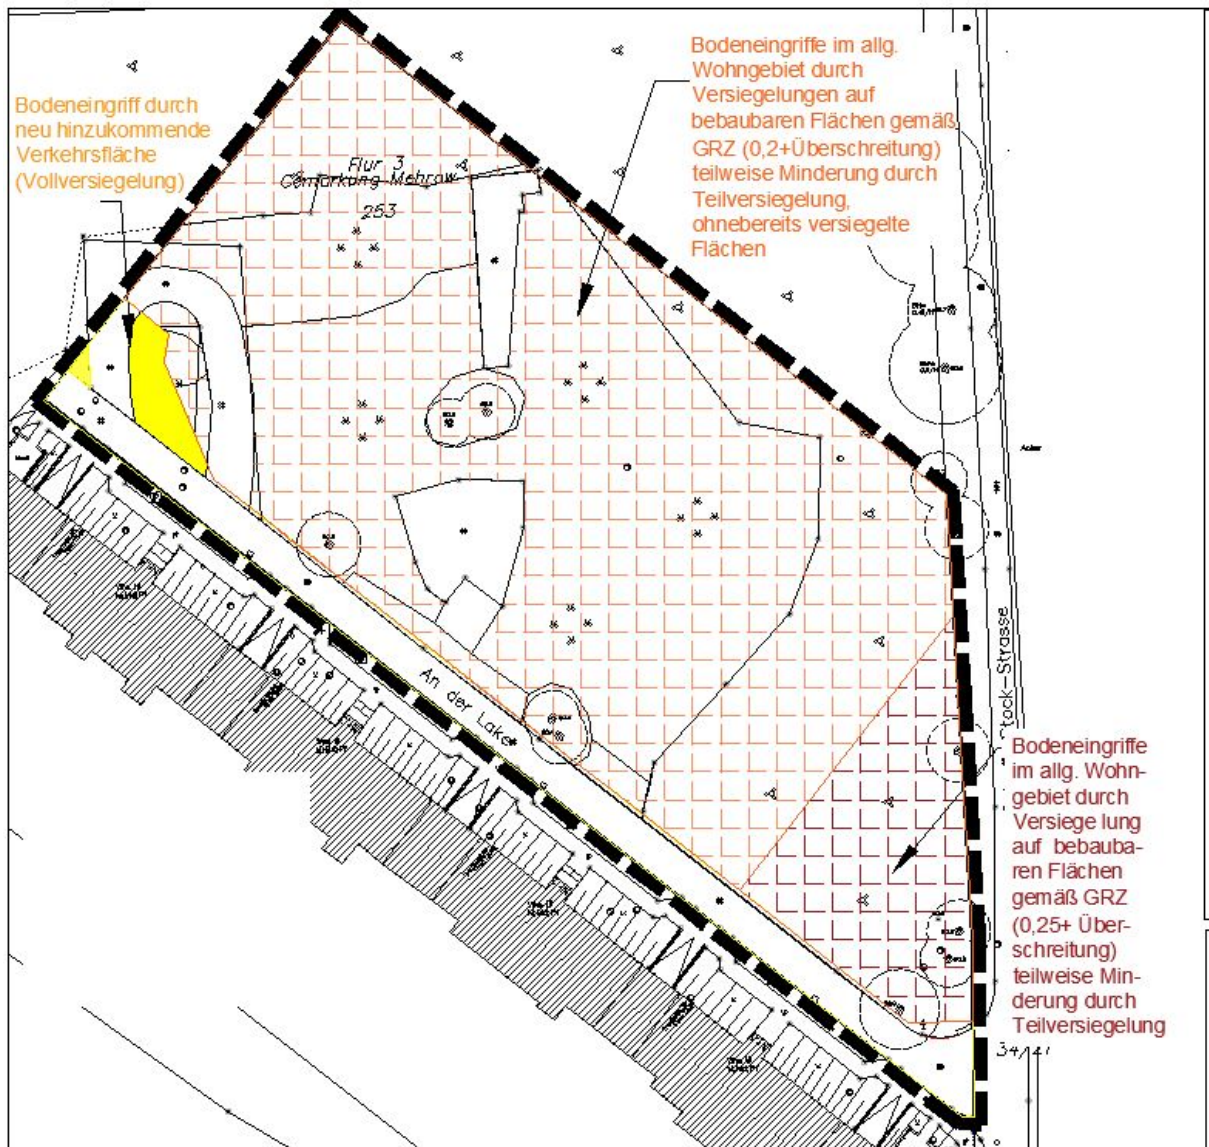 Bodeneingriffe im allg.
Wohngebiet durch
Versiegelungen auf
bebaubaren Flächen gemäß
GRZ (0,2+Überschreitung)
teilweise Minderung durch
Teilversiegelung,
ohnebereits versiegelte
Flächen
Bodeneingriff durch
neu hinzukommende
Verkehrsfläche
(Vollversiegelung)
Flur 3
Gemarkung Mehrow
253
Acker
An der Lake
tock-Strasse
Bodeneingriffe
im allg. Wohn-
gebiet durch
Versiege lung
auf bebauba-
ren Flächen
gemäß GRZ
(0,25+ Über-
schreitung)
teilweise Min-
derung durch
Teilversiegelung
34/21